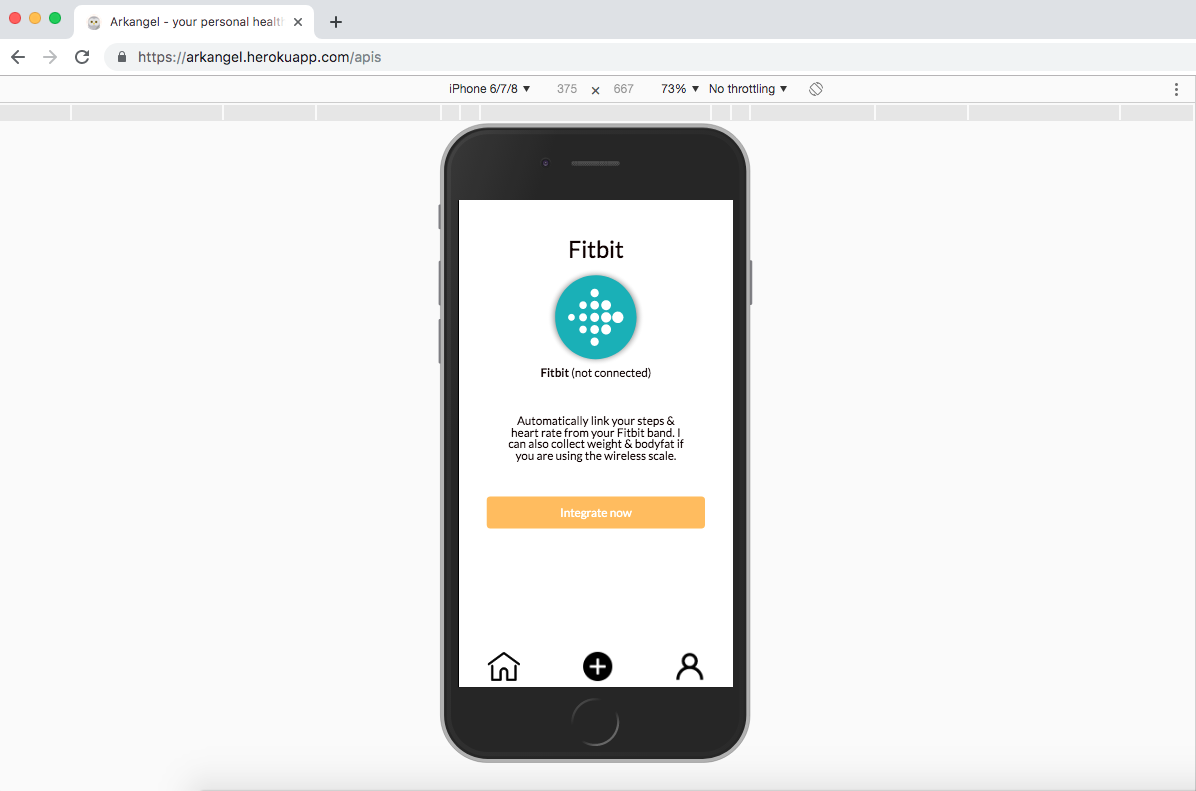 Arkangel - your personal healt
https://arkangel.herokuapp.com/apis
iPhone 6/7/8 ▼ 375 × 667 73% ▼ No throttling ▼
Fitbit
Fitbit (not connected)
Automatically link your steps &
heart rate from your Fitbit band. I
can also collect weight & bodyfat if
you are using the wireless scale.
Integrate now